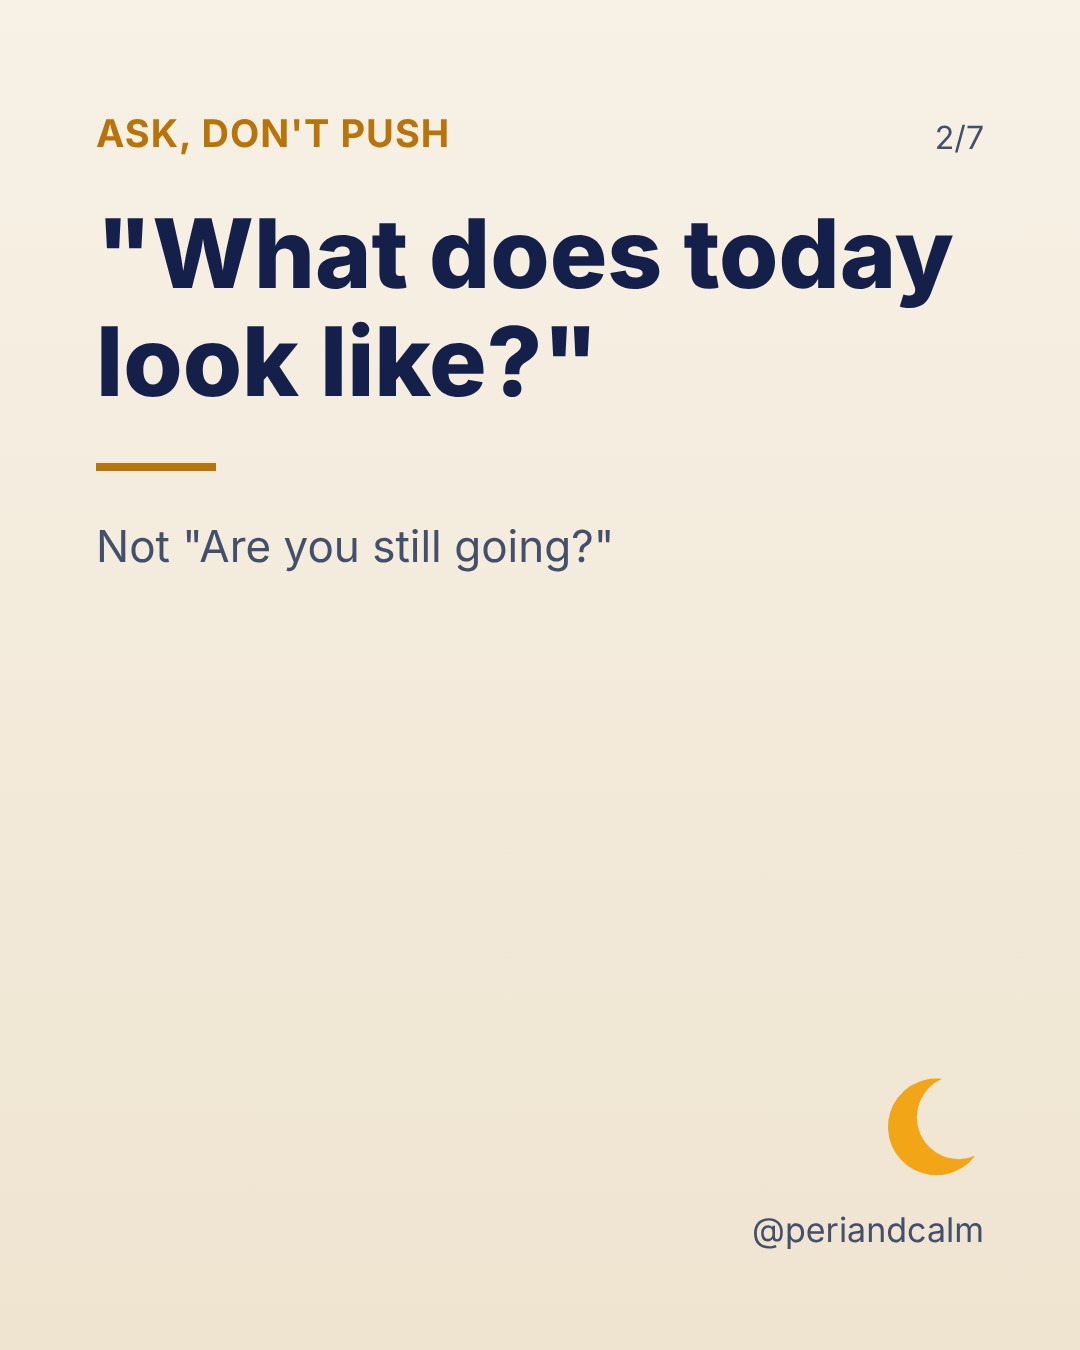 ASK, DON'T PUSH
2/7
"What does today
look like?"
Not "Are you still going?"
@periandcalm